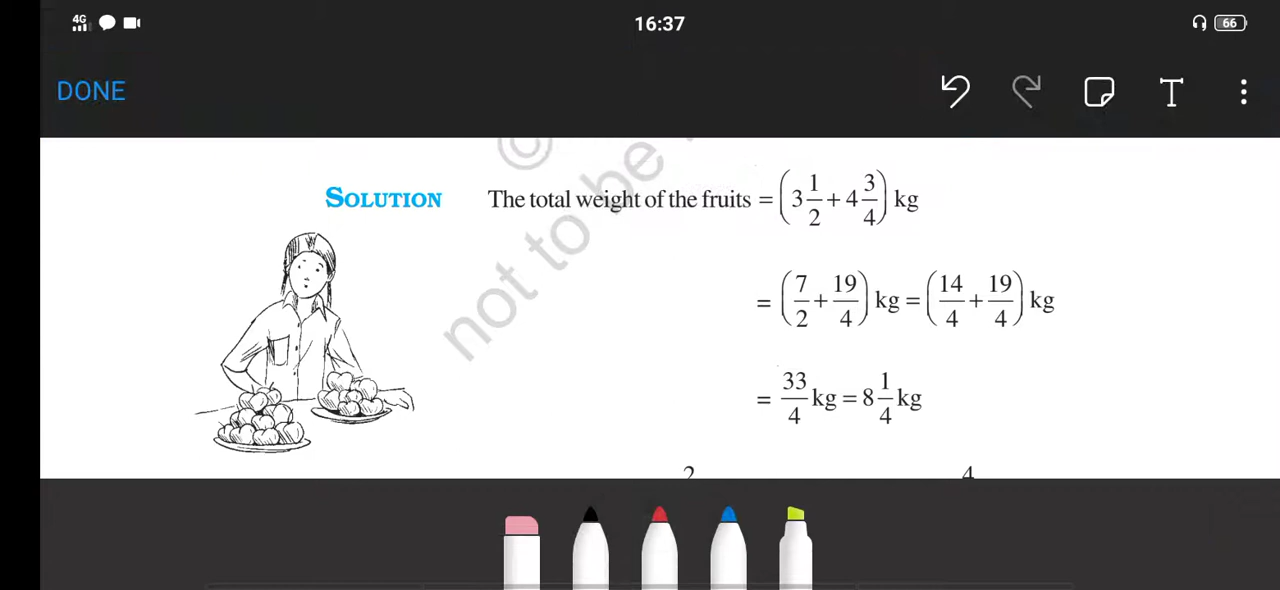 4G 16:37 66
DONE T
© not to be
SOLUTION The total weight of the fruits = (3 1/2 + 4 3/4) kg
= (7/2 + 19/4) kg = (14/4 + 19/4) kg
= 33/4 kg = 8 1/4 kg
2 4